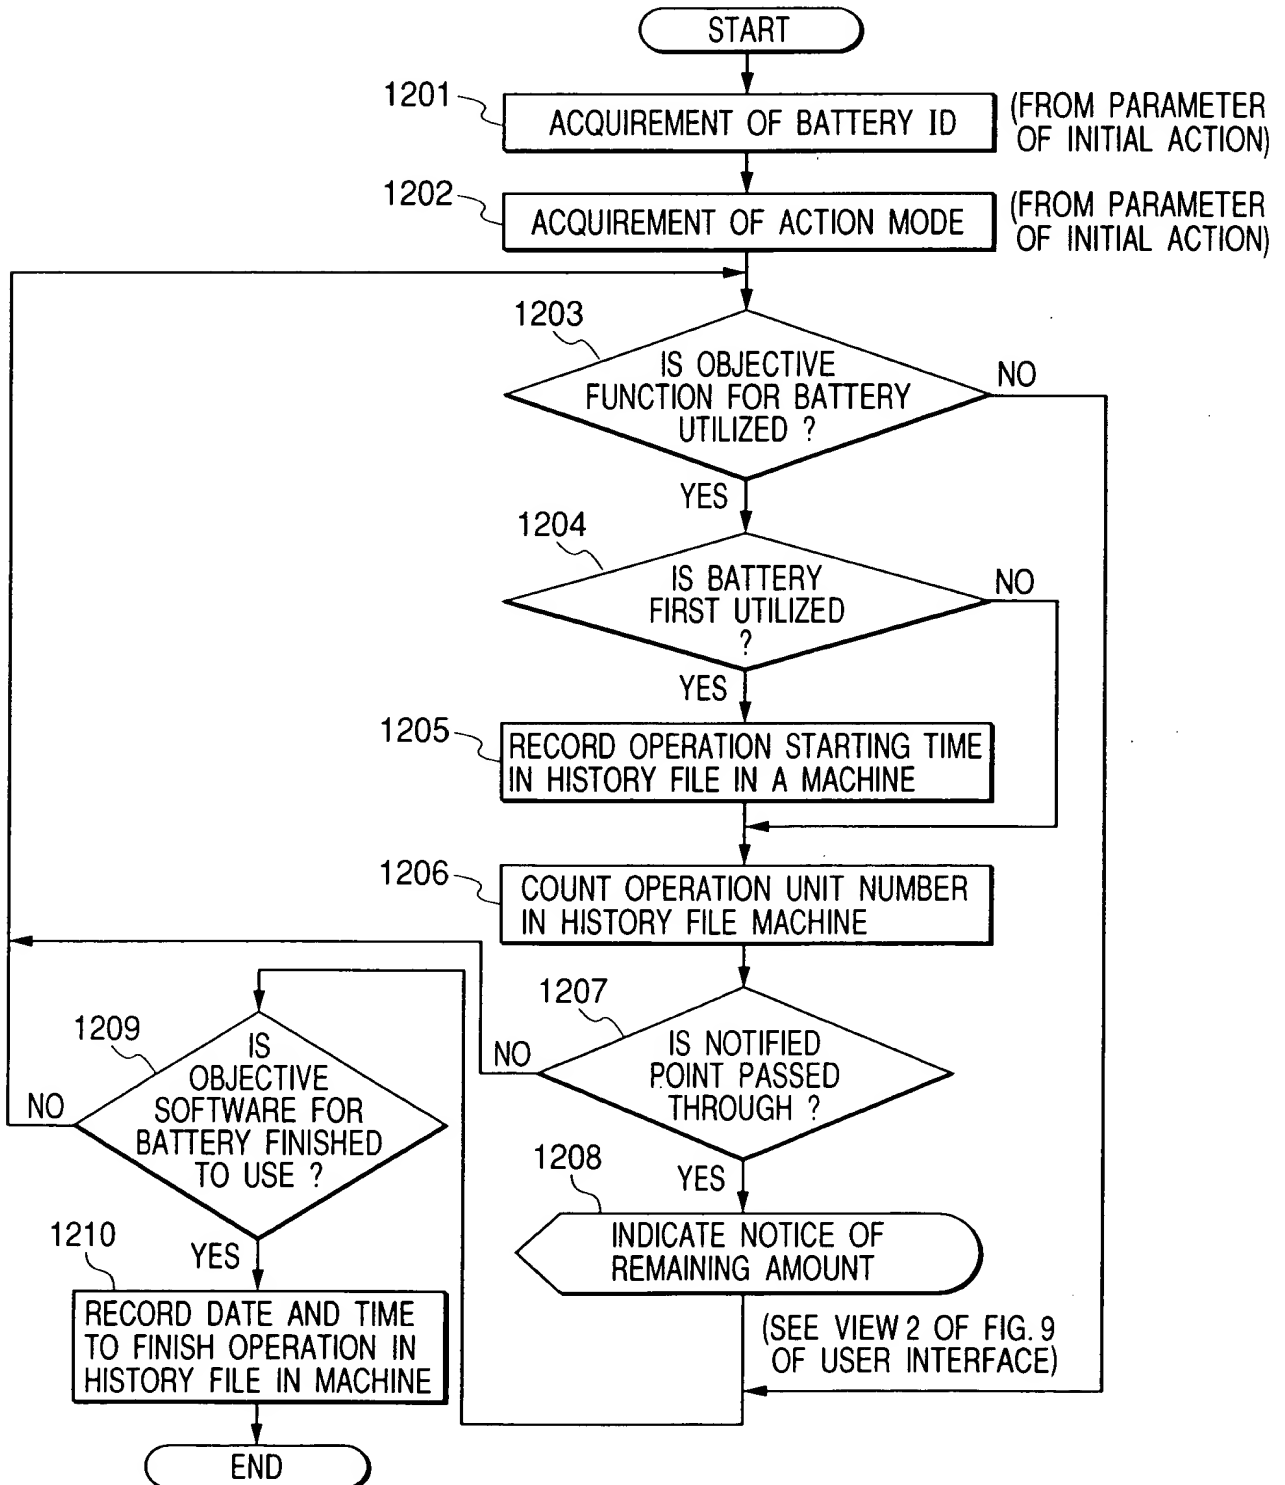 START
1201
ACQUIREMENT OF BATTERY ID
(FROM PARAMETER
OF INITIAL ACTION)
1202
ACQUIREMENT OF ACTION MODE
(FROM PARAMETER
OF INITIAL ACTION)
1203
IS OBJECTIVE
FUNCTION FOR BATTERY
UTILIZED ?
NO
YES
1204
IS BATTERY
FIRST UTILIZED
?
NO
YES
1205
RECORD OPERATION STARTING TIME
IN HISTORY FILE IN A MACHINE
1206
COUNT OPERATION UNIT NUMBER
IN HISTORY FILE MACHINE
1207
IS NOTIFIED
POINT PASSED
THROUGH ?
NO
YES
1208
INDICATE NOTICE OF
REMAINING AMOUNT
(SEE VIEW 2 OF FIG. 9
OF USER INTERFACE)
1209
IS
OBJECTIVE
SOFTWARE FOR
BATTERY FINISHED
TO USE ?
NO
YES
1210
RECORD DATE AND TIME
TO FINISH OPERATION IN
HISTORY FILE IN MACHINE
END